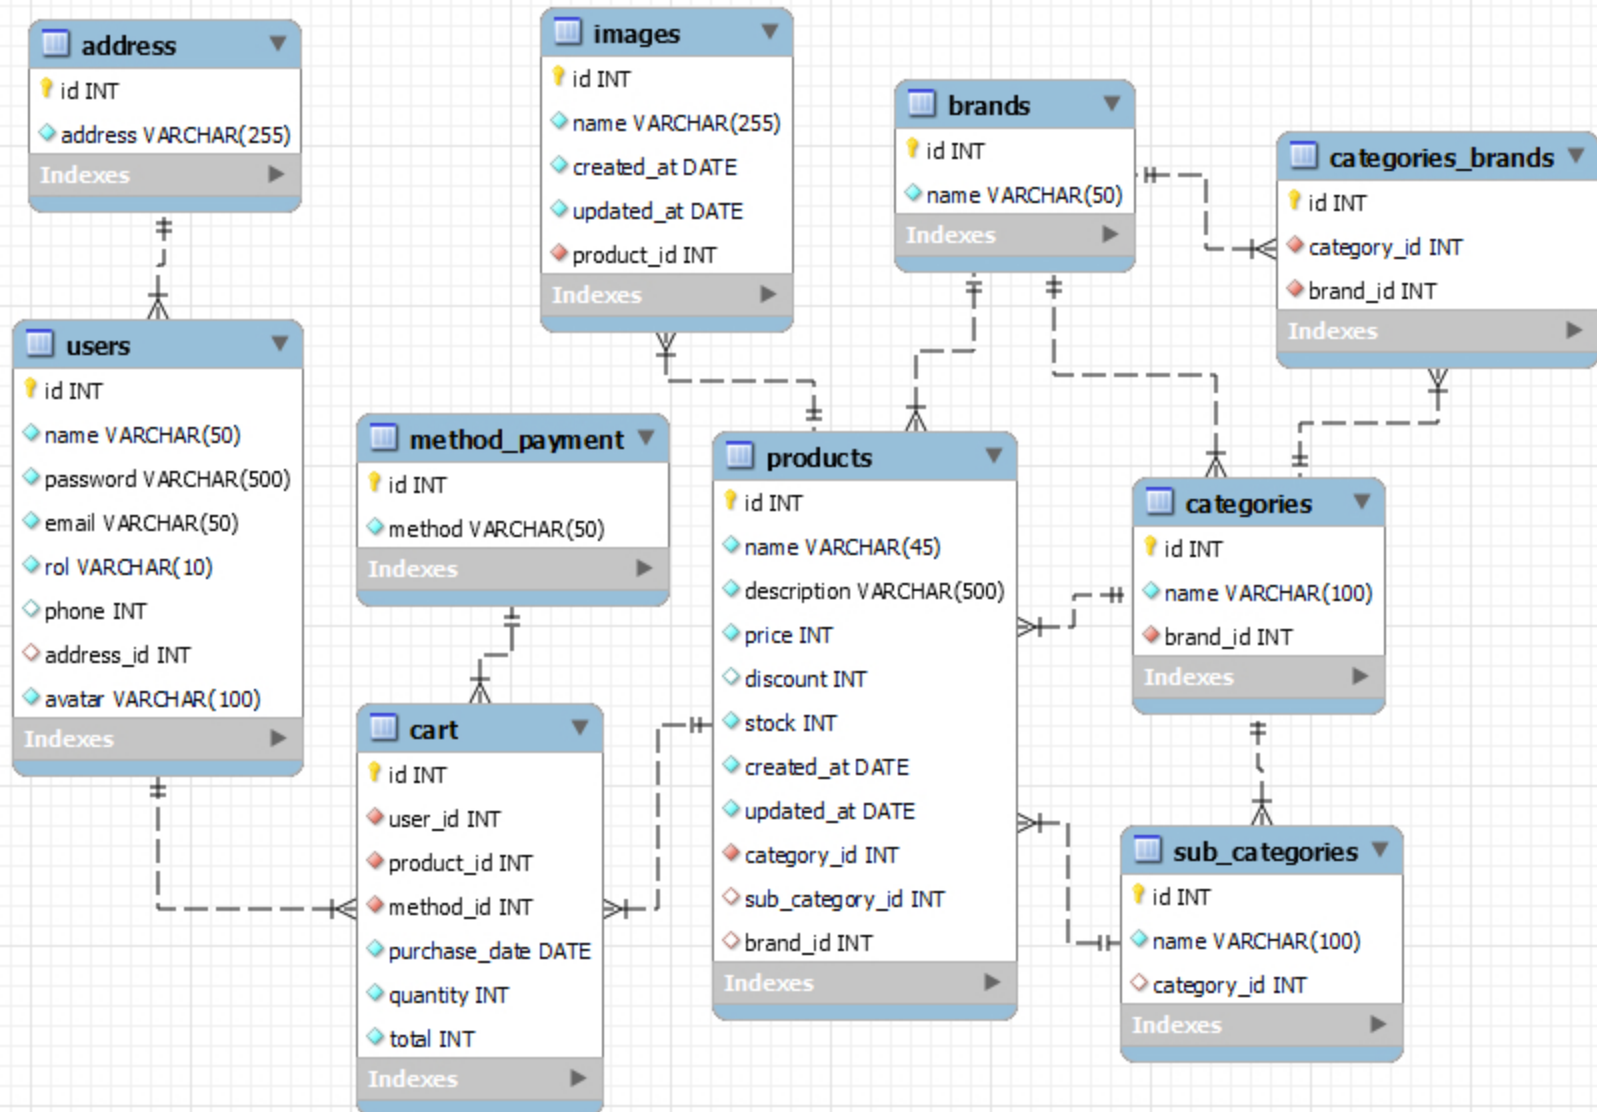 address
id INT
address VARCHAR(255)
Indexes
images
id INT
name VARCHAR(255)
created_at DATE
updated_at DATE
product_id INT
Indexes
brands
id INT
name VARCHAR(50)
Indexes
categories_brands
id INT
category_id INT
brand_id INT
Indexes
users
id INT
name VARCHAR(50)
password VARCHAR(500)
email VARCHAR(50)
rol VARCHAR(10)
phone INT
address_id INT
avatar VARCHAR(100)
Indexes
method_payment
id INT
method VARCHAR(50)
Indexes
products
id INT
name VARCHAR(45)
description VARCHAR(500)
price INT
discount INT
stock INT
created_at DATE
updated_at DATE
category_id INT
sub_category_id INT
brand_id INT
Indexes
categories
id INT
name VARCHAR(100)
brand_id INT
Indexes
cart
id INT
user_id INT
product_id INT
method_id INT
purchase_date DATE
quantity INT
total INT
Indexes
sub_categories
id INT
name VARCHAR(100)
category_id INT
Indexes